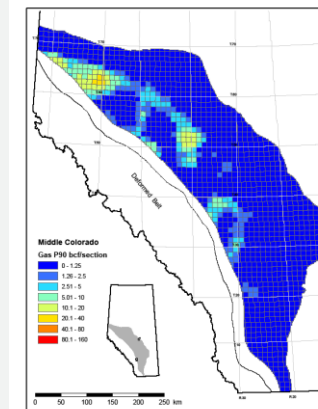 Deformed Belt
Middle Colorado
Gas P90 bcf/section
0 - 1.25
1.26 - 2.5
2.51 - 5
5.01 - 10
10.1 - 20
20.1 - 40
40.1 - 80
80.1 - 160
0 50 100 150 200 250 km